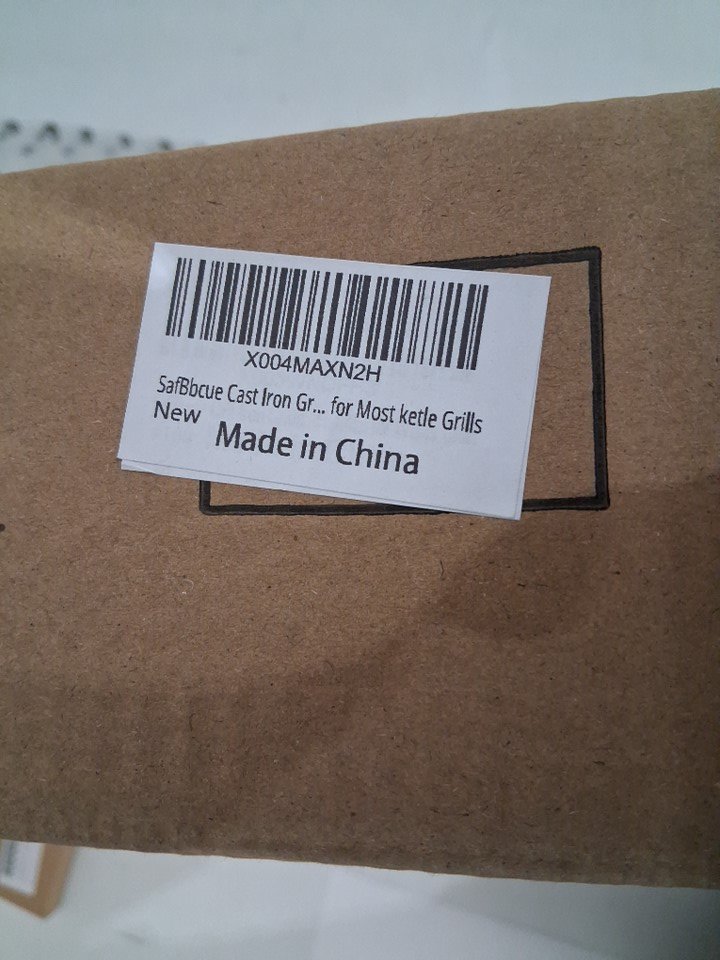 X004MAXN2H
SafBbcue Cast Iron Gr... for Most ketle Grills
New
Made in China